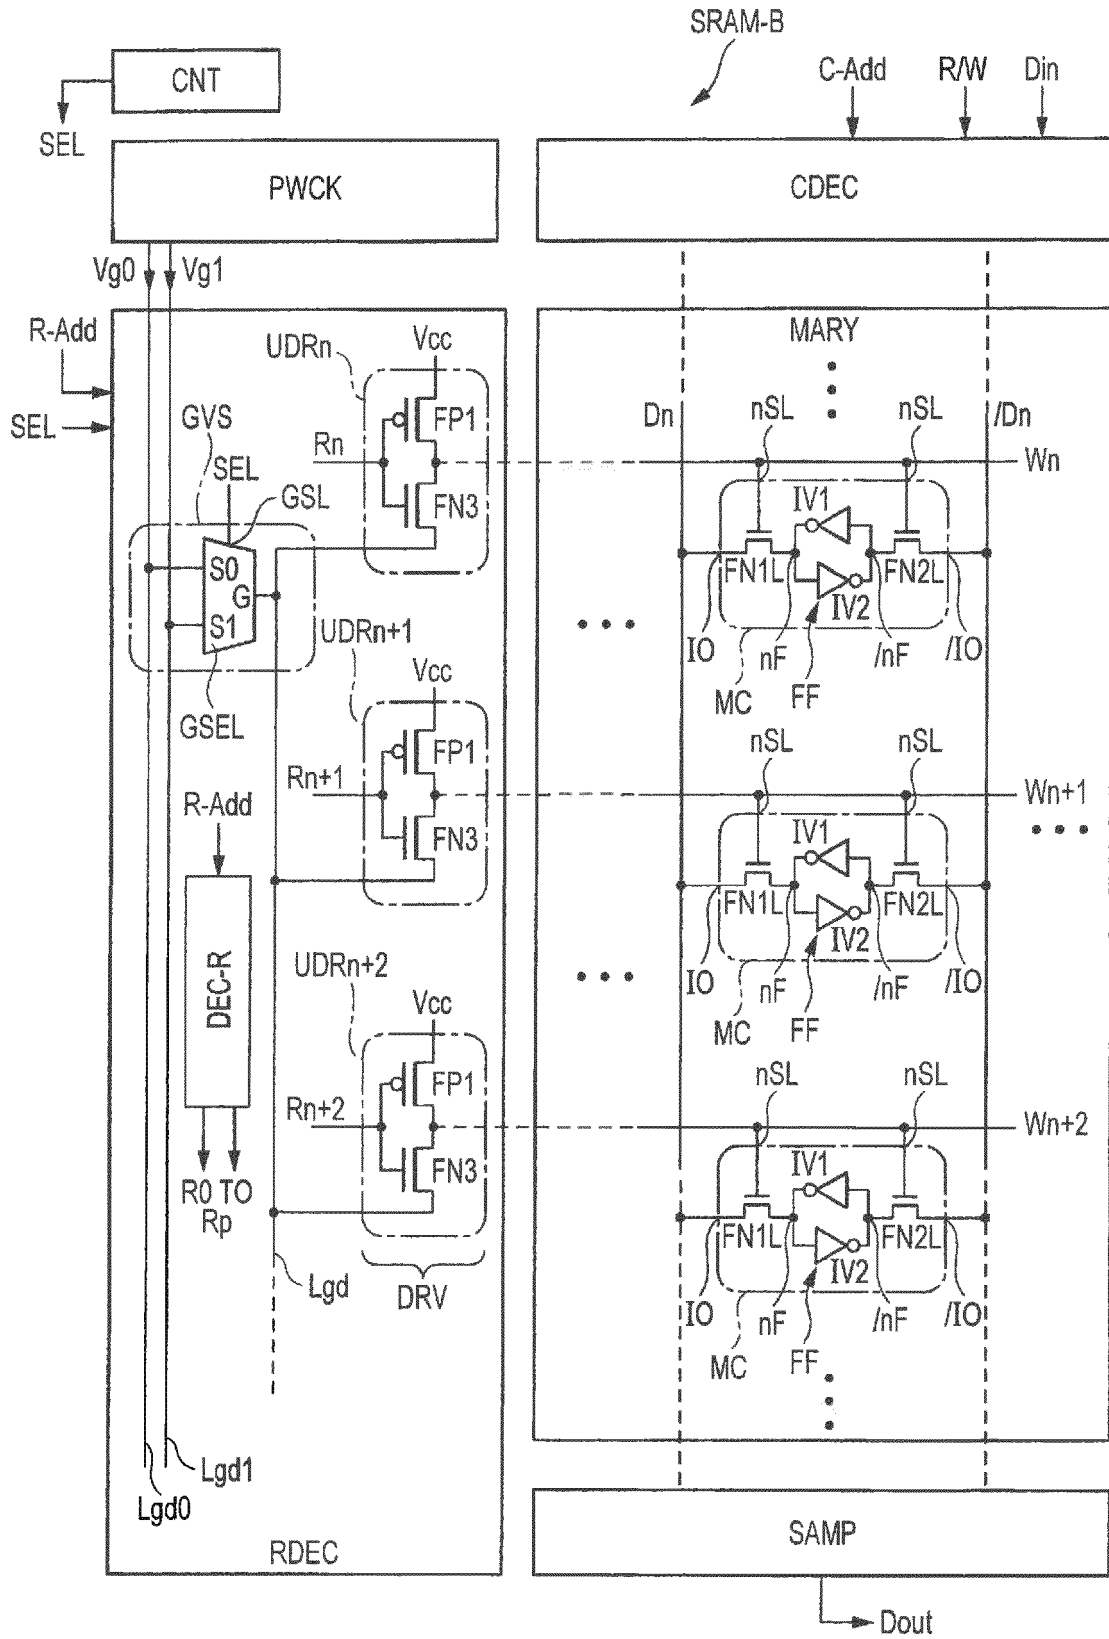 SRAM-B
CNT
C-Add R/W Din
SEL
PWCK
CDEC
Vg0 Vg1
R-Add
SEL
UDRn
Vcc
MARY
GVS
Rn
FP1
FN3
SEL
GSL
S0
G
S1
GSEL
Dn
nSL
nSL
/Dn
Wn
IV1
FN1L
FN2L
IV2
IO
nF
/nF
/IO
MC
FF
UDRn+1
Vcc
Rn+1
FP1
FN3
nSL
nSL
Wn+1
IV1
FN1L
FN2L
IV2
IO
nF
/nF
/IO
MC
FF
R-Add
DEC-R
R0 TO
Rp
UDRn+2
Vcc
Rn+2
FP1
FN3
nSL
nSL
Wn+2
IV1
FN1L
FN2L
IV2
IO
nF
/nF
/IO
MC
FF
Lgd
DRV
Lgd1
Lgd0
RDEC
SAMP
Dout